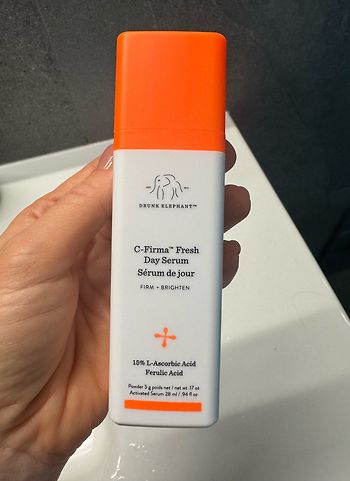 DRUNK ELEPHANT™
C-Firma™ Fresh
Day Serum
Sérum de jour
FIRM + BRIGHTEN
15% L-Ascorbic Acid
Ferulic Acid
Powder 5 g poids net / net wt .17 oz
Activated Serum 28 ml / .94 fl oz